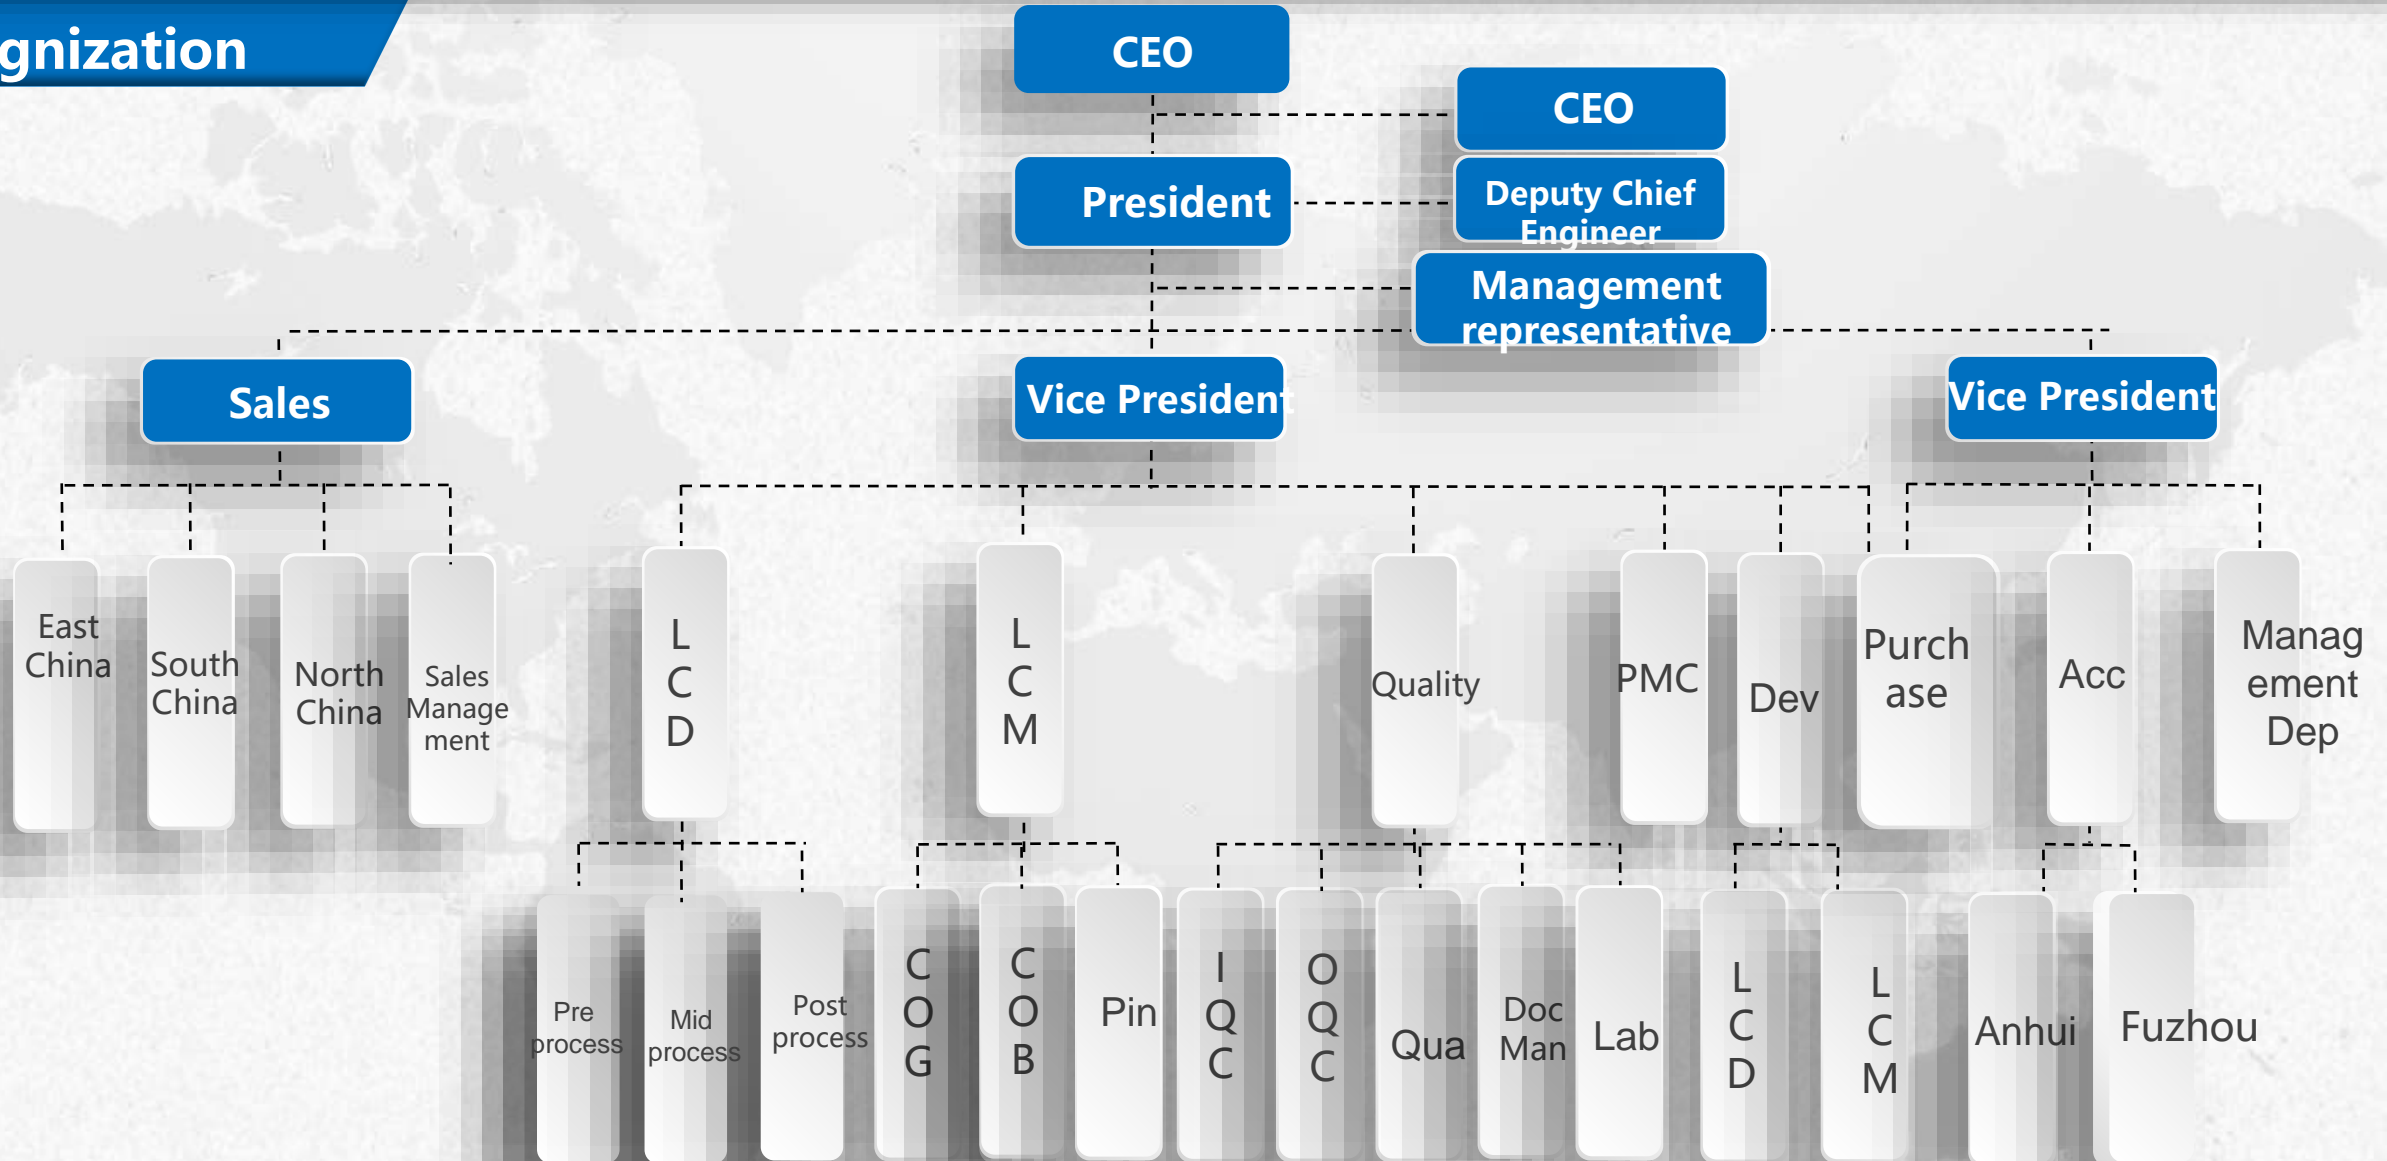 gnization
CEO
CEO
President
Deputy Chief
Engineer
Management
representative
Sales
Vice President
Vice President
East
China
South
China
North
China
Sales
Manage
ment
L
C
D
L
C
M
Quality
PMC
Dev
Purch
ase
Acc
Manag
ement
Dep
Pre
process
Mid
process
Post
process
C
O
G
C
O
B
Pin
I
Q
C
O
Q
C
Qua
Doc
Man
Lab
L
C
D
L
C
M
Anhui
Fuzhou